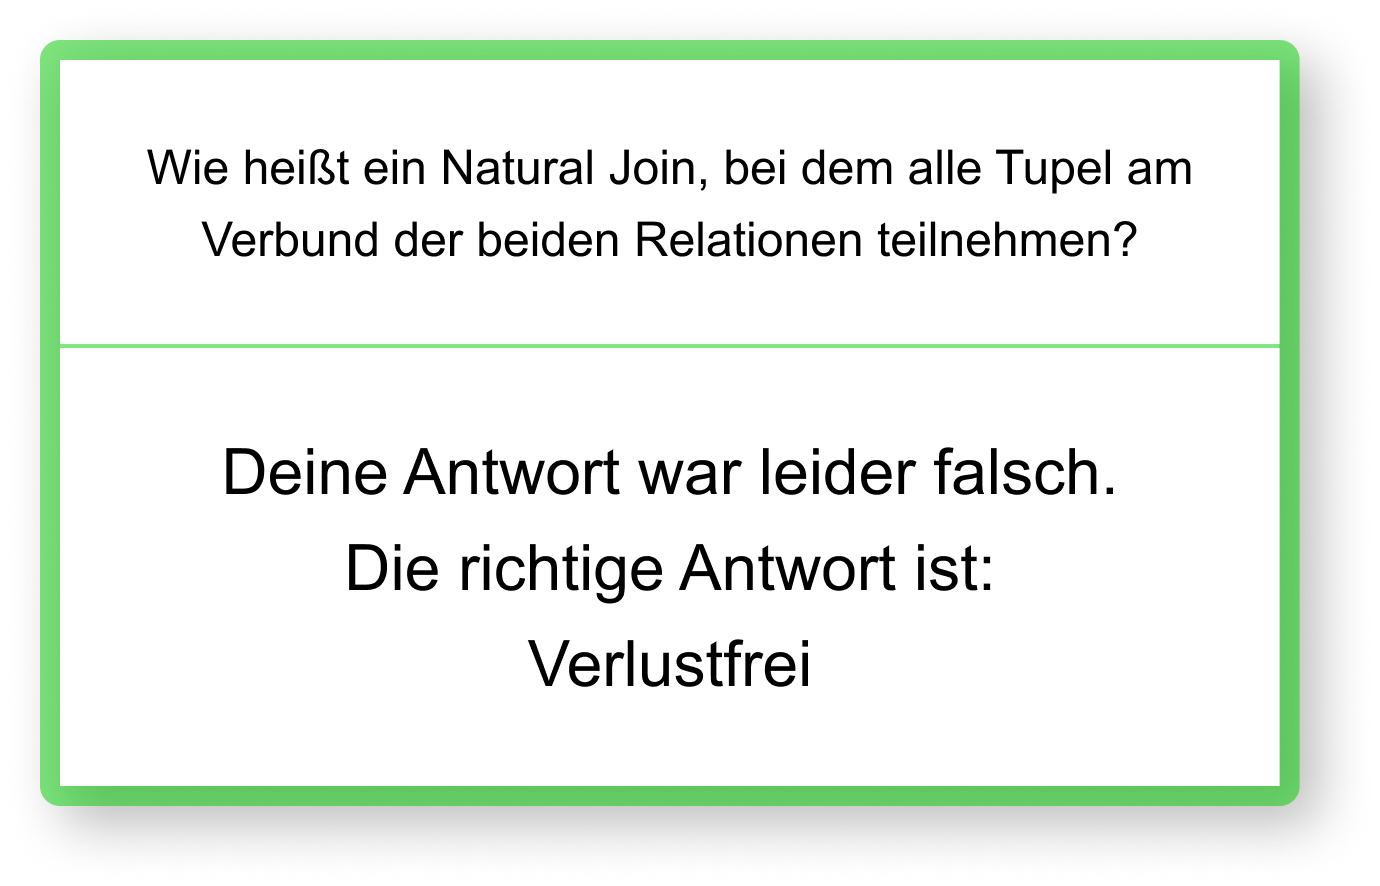 Wie heißt ein Natural Join, bei dem alle Tupel am
Verbund der beiden Relationen teilnehmen?
Deine Antwort war leider falsch.
Die richtige Antwort ist:
Verlustfrei